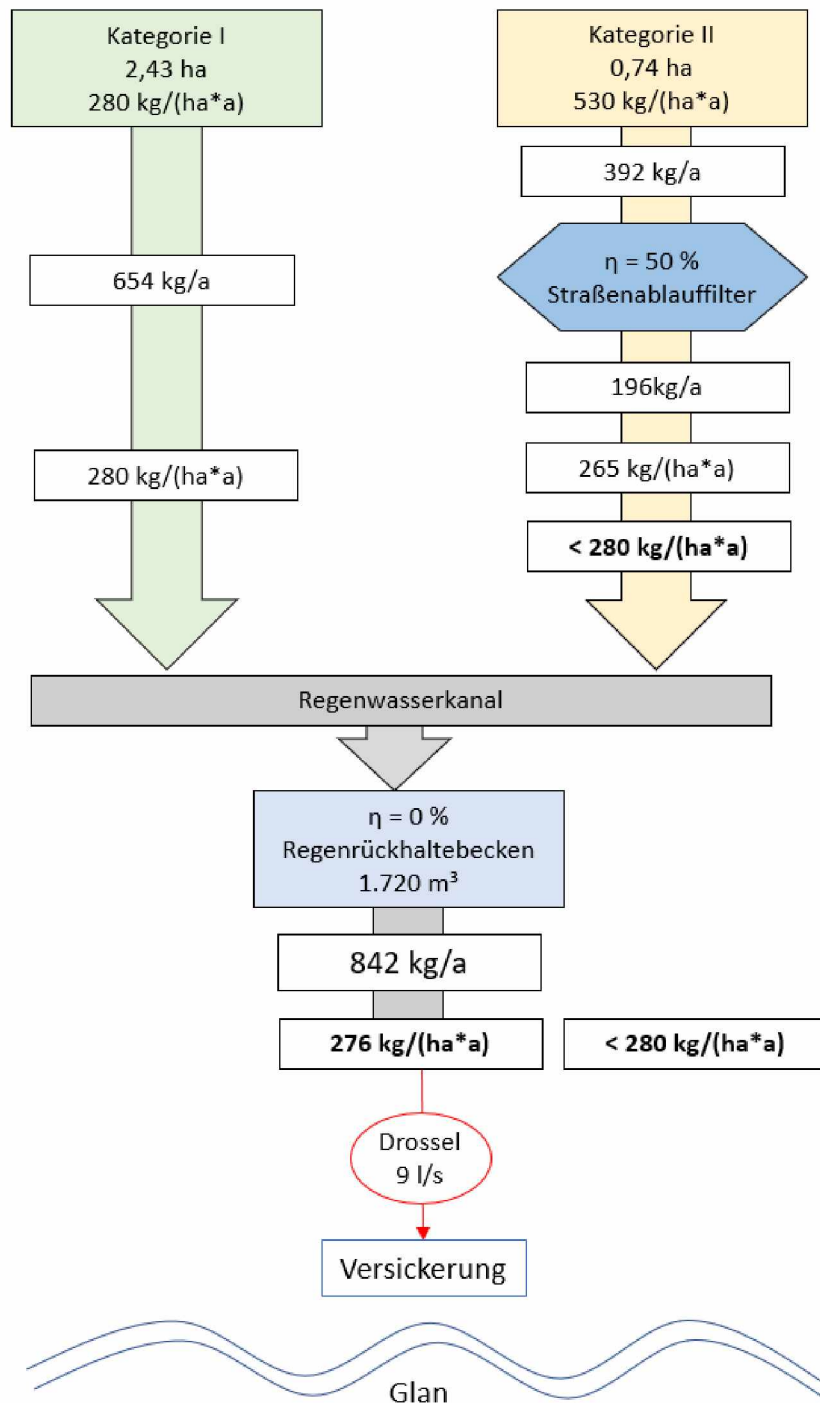 Kategorie I
2,43 ha
280 kg/(ha*a)
Kategorie II
0,74 ha
530 kg/(ha*a)
392 kg/a
654 kg/a
η = 50 %
Straßenablauffilter
196kg/a
280 kg/(ha*a)
265 kg/(ha*a)
< 280 kg/(ha*a)
Regenwasserkanal
η = 0 %
Regenrückhaltebecken
1.720 m³
842 kg/a
276 kg/(ha*a)
< 280 kg/(ha*a)
Drossel
9 l/s
Versickerung
Glan